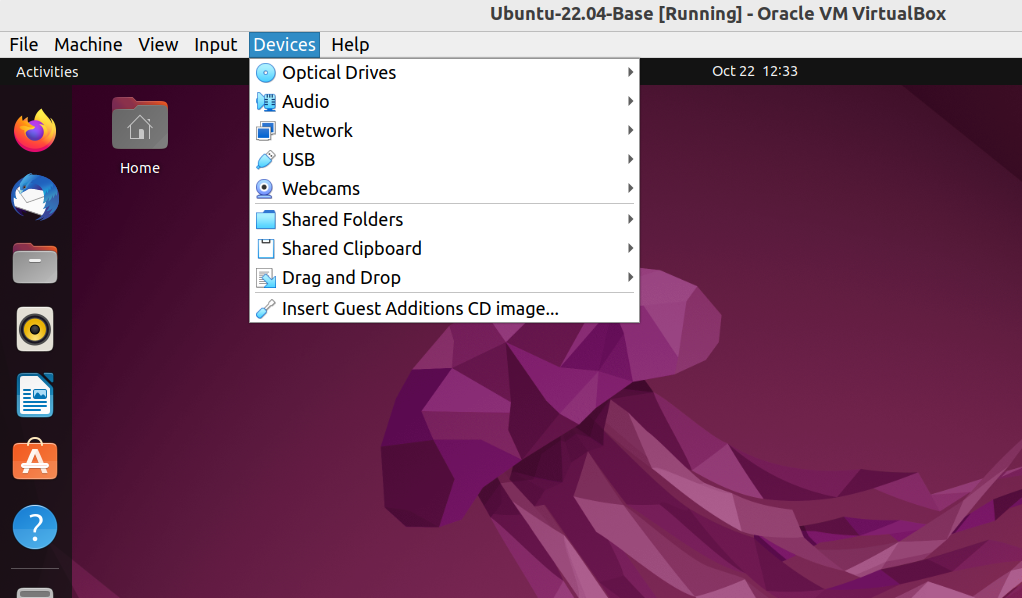 Ubuntu-22.04-Base [Running] - Oracle VM VirtualBox
File Machine View Input Devices Help
Activities Oct 22 12:33
Optical Drives
Audio
Network
USB
Webcams
Shared Folders
Shared Clipboard
Drag and Drop
Insert Guest Additions CD image...
Home